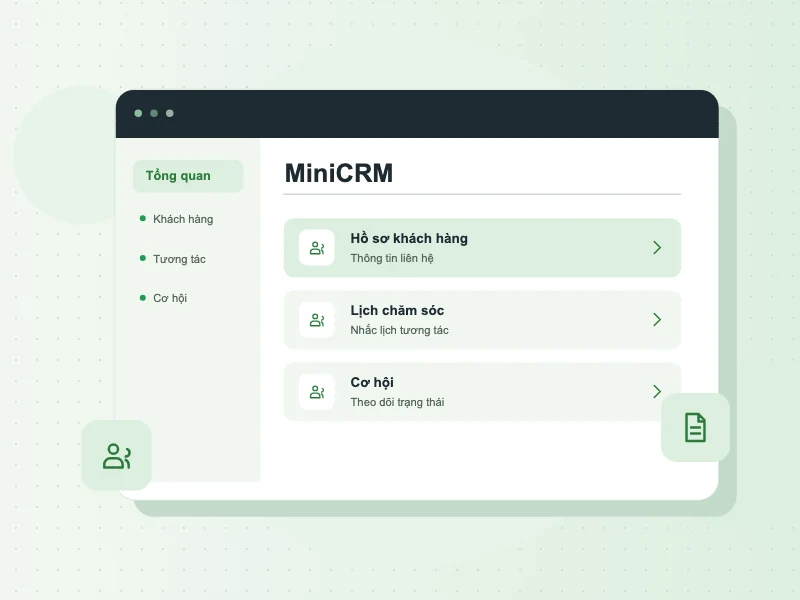 Tổng quan
Khách hàng
Tương tác
Cơ hội
MiniCRM
Hồ sơ khách hàng
Thông tin liên hệ
Lịch chăm sóc
Nhắc lịch tương tác
Cơ hội
Theo dõi trạng thái